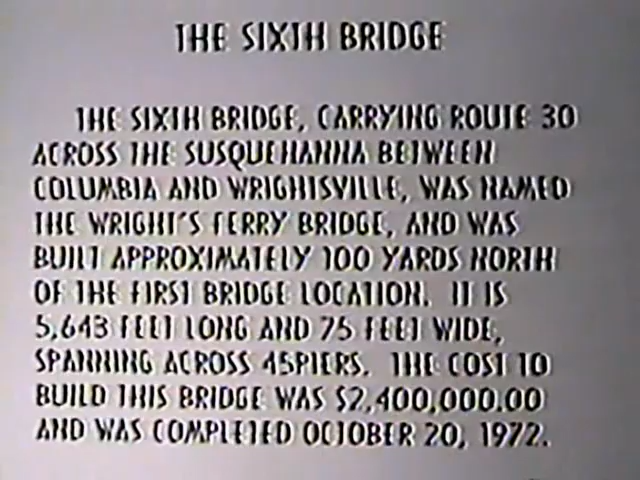 THE SIXTH BRIDGE
THE SIXTH BRIDGE, CARRYING ROUTE 30
ACROSS THE SUSQUEHANNA BETWEEN
COLUMBIA AND WRIGHTSVILLE, WAS NAMED
THE WRIGHT'S FERRY BRIDGE, AND WAS
BUILT APPROXIMATELY 100 YARDS NORTH
OF THE FIRST BRIDGE LOCATION. IT IS
5,643 FEET LONG AND 75 FEET WIDE,
SPANNING ACROSS 45PIERS. THE COST TO
BUILD THIS BRIDGE WAS $2,400,000.00
AND WAS COMPLETED OCTOBER 20, 1972.